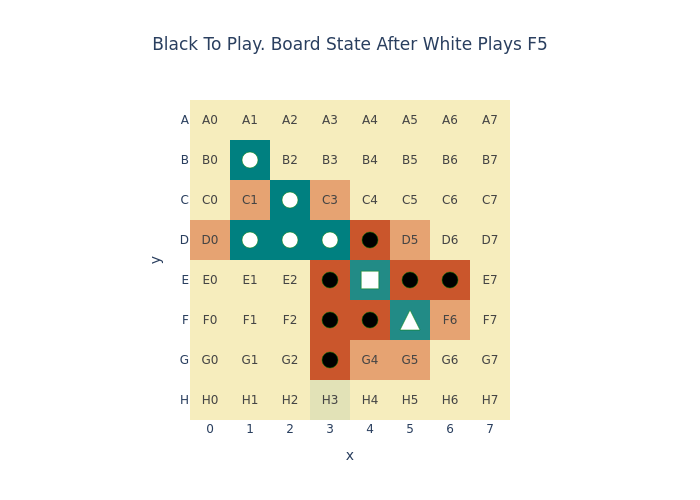 Black To Play. Board State After White Plays F5
A A0 A1 A2 A3 A4 A5 A6 A7
B B0 B2 B3 B4 B5 B6 B7
C C0 C1 C3 C4 C5 C6 C7
D D0 D5 D6 D7
y
E E0 E1 E2 E7
F F0 F1 F2 F6 F7
G G0 G1 G2 G4 G5 G6 G7
H H0 H1 H2 H3 H4 H5 H6 H7
0 1 2 3 4 5 6 7
x